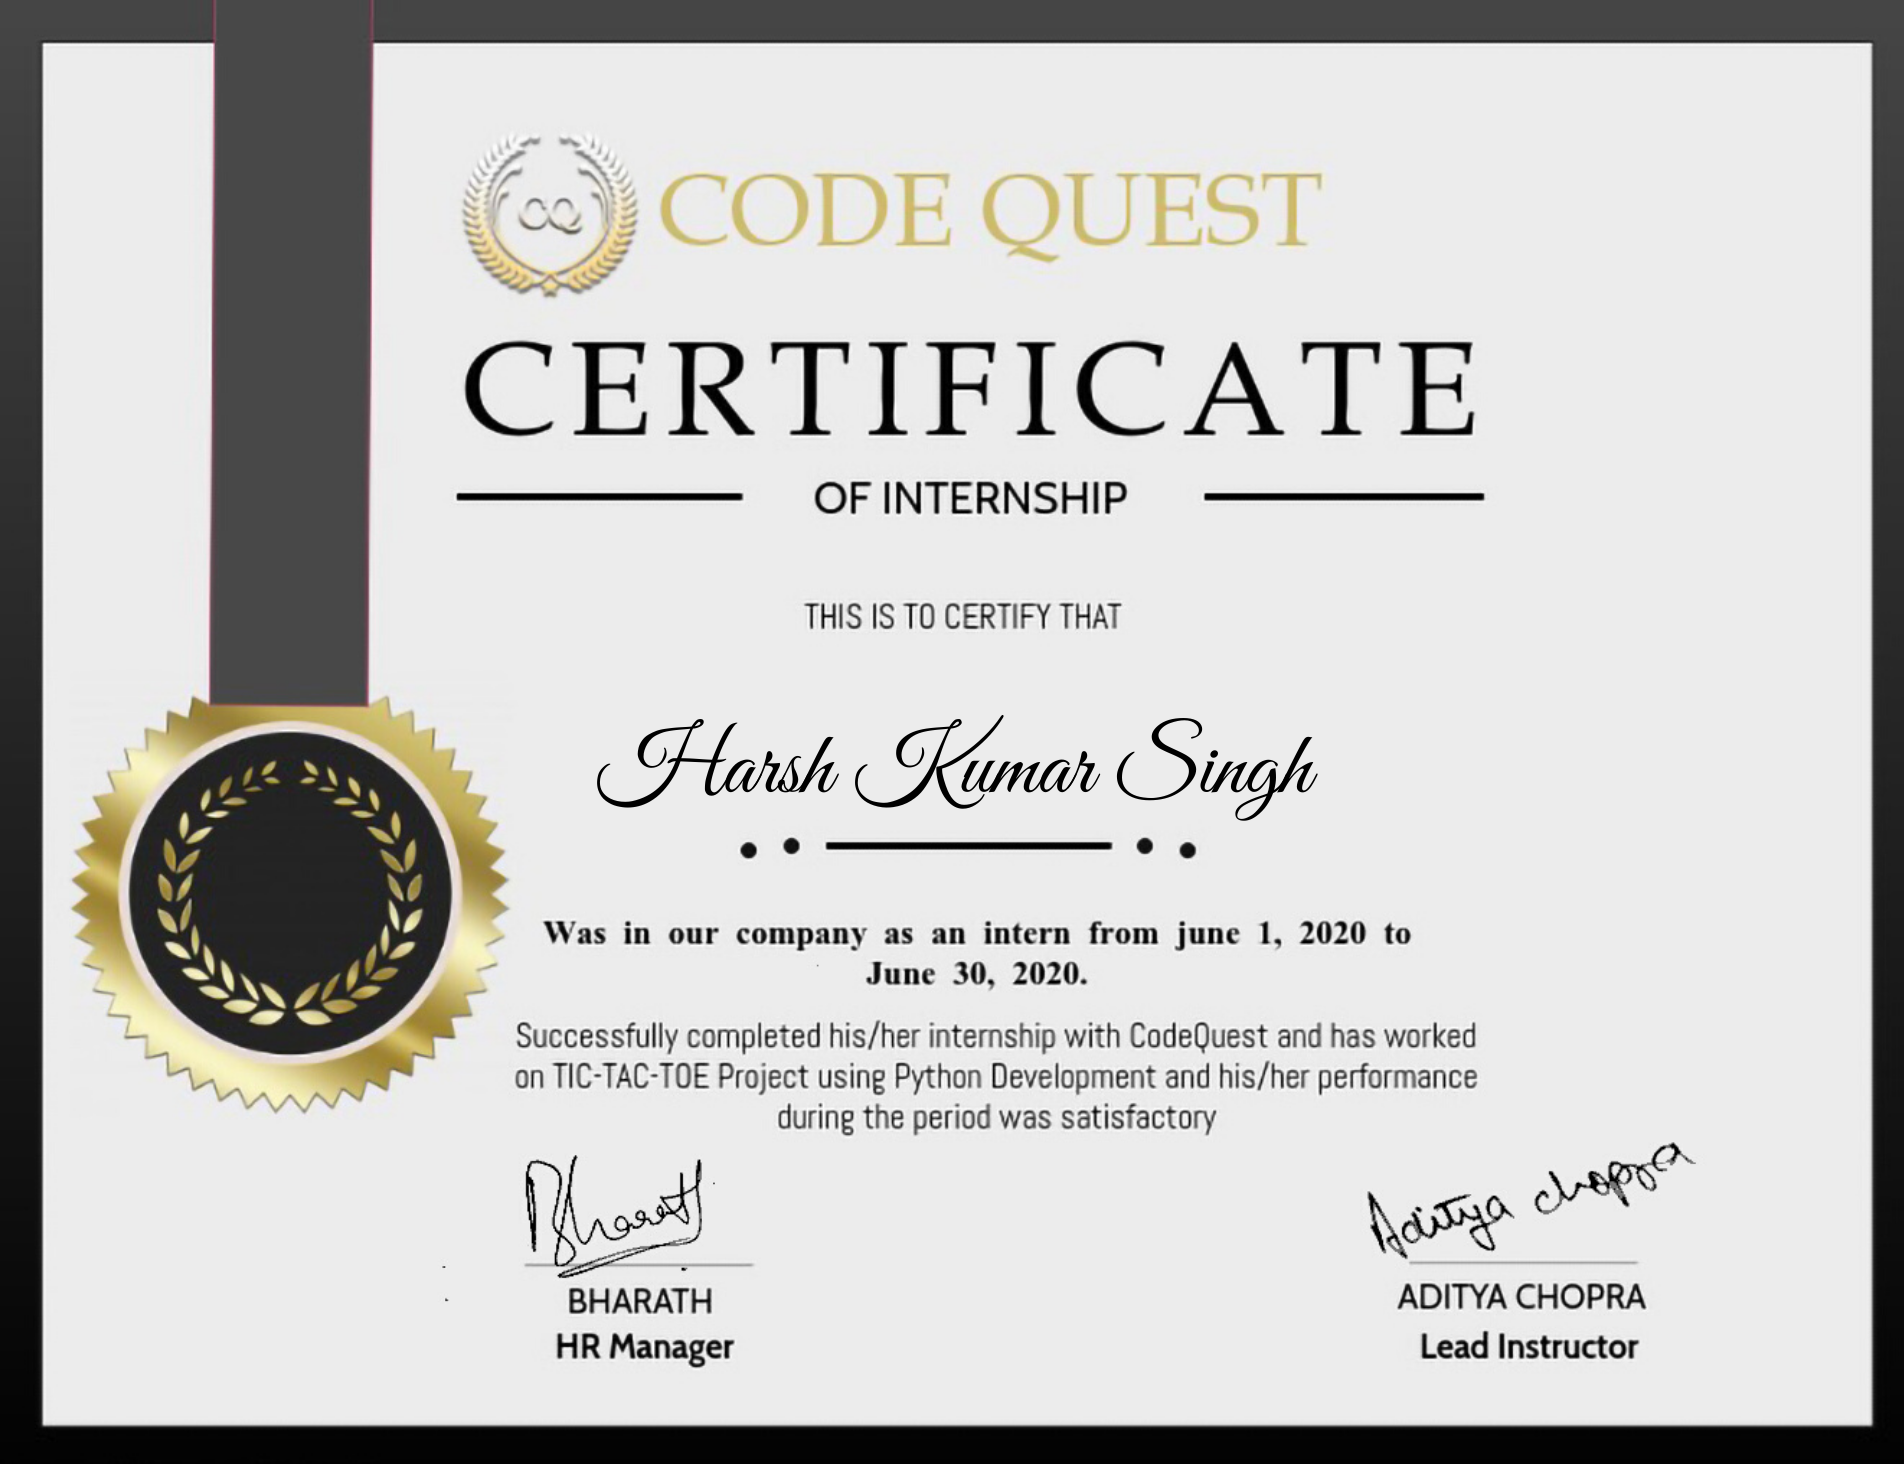 CQ CODE QUEST
CERTIFICATE
OF INTERNSHIP
THIS IS TO CERTIFY THAT
Harsh Kumar Singh
Was in our company as an intern from june 1, 2020 to
June 30, 2020.
Successfully completed his/her internship with CodeQuest and has worked
on TIC-TAC-TOE Project using Python Development and his/her performance
during the period was satisfactory
Bharath
Aditya chopra
BHARATH
HR Manager
ADITYA CHOPRA
Lead Instructor